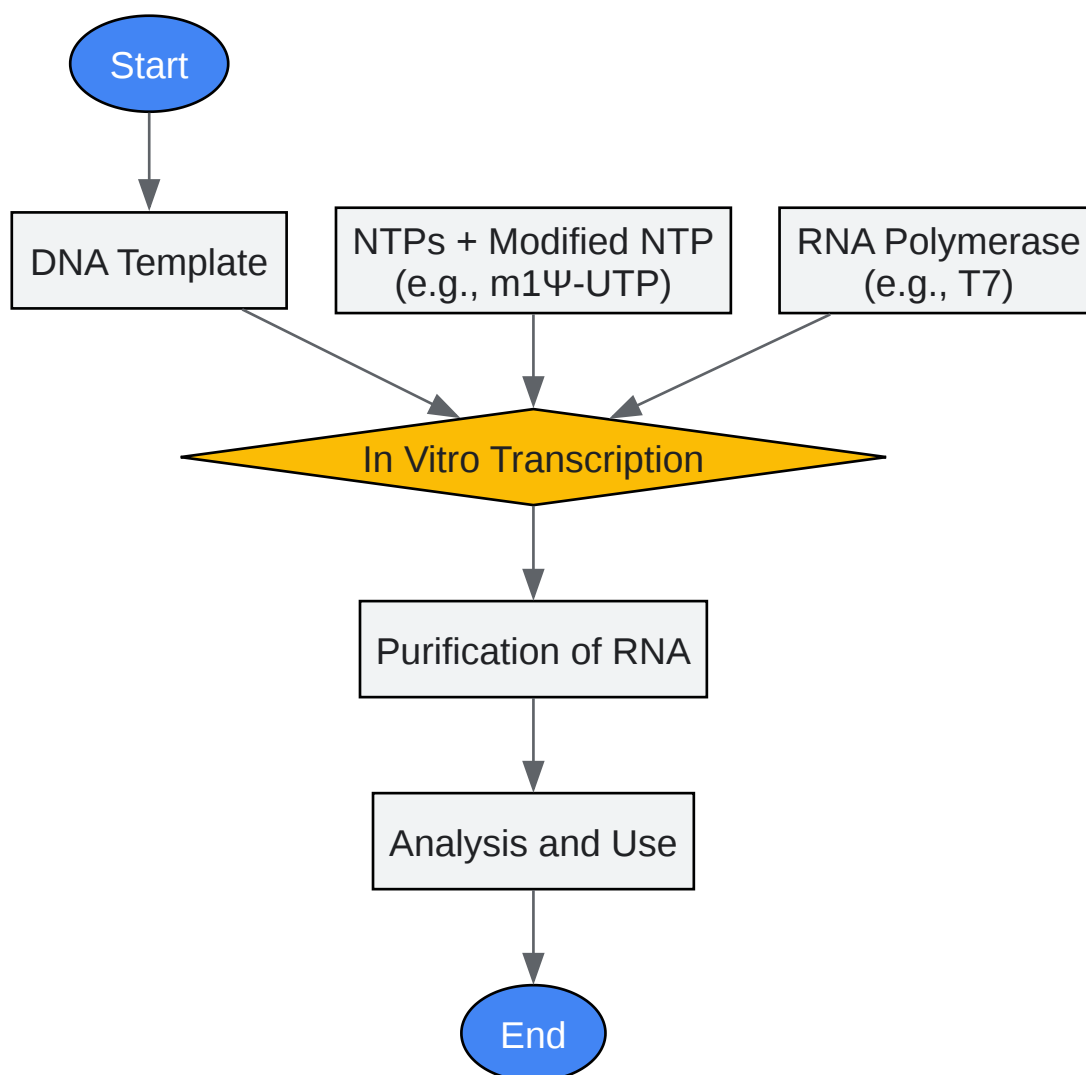 Start
DNA Template
NTPs + Modified NTP
(e.g., m1Ψ-UTP)
RNA Polymerase
(e.g., T7)
In Vitro Transcription
Purification of RNA
Analysis and Use
End